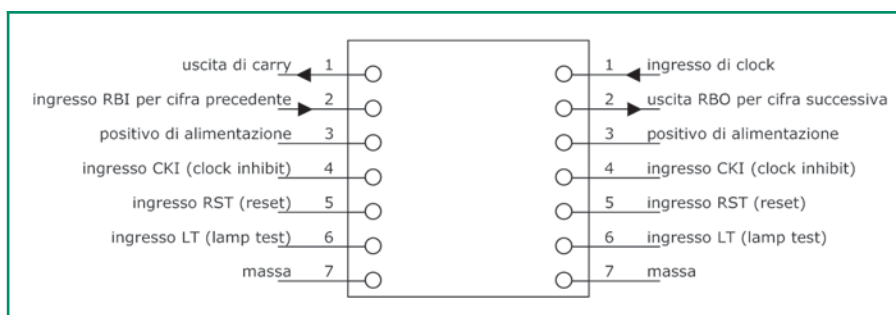 uscita di carry 1 1 ingresso di clock
ingresso RBI per cifra precedente 2 2 uscita RBO per cifra successiva
positivo di alimentazione 3 3 positivo di alimentazione
ingresso CKI (clock inhibit) 4 4 ingresso CKI (clock inhibit)
ingresso RST (reset) 5 5 ingresso RST (reset)
ingresso LT (lamp test) 6 6 ingresso LT (lamp test)
massa 7 7 massa